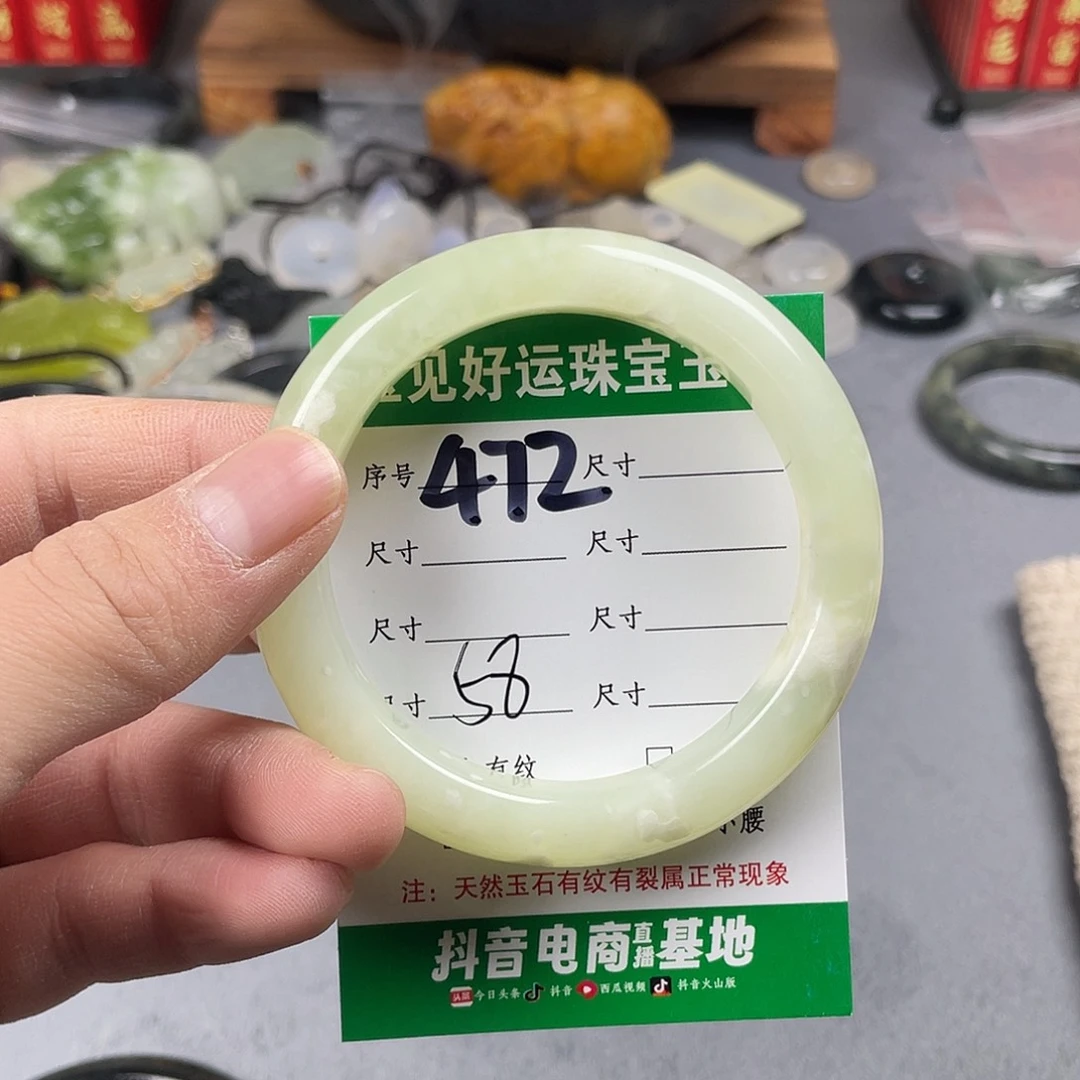 见好运珠宝玉
序号 472 尺寸
尺寸 尺寸
尺寸 尺寸
寸 58 尺寸
有纹
小腰
注：天然玉石有纹有裂属正常现象
抖音电商直播基地
头条 今日头条 抖音 西瓜视频 抖音火山版